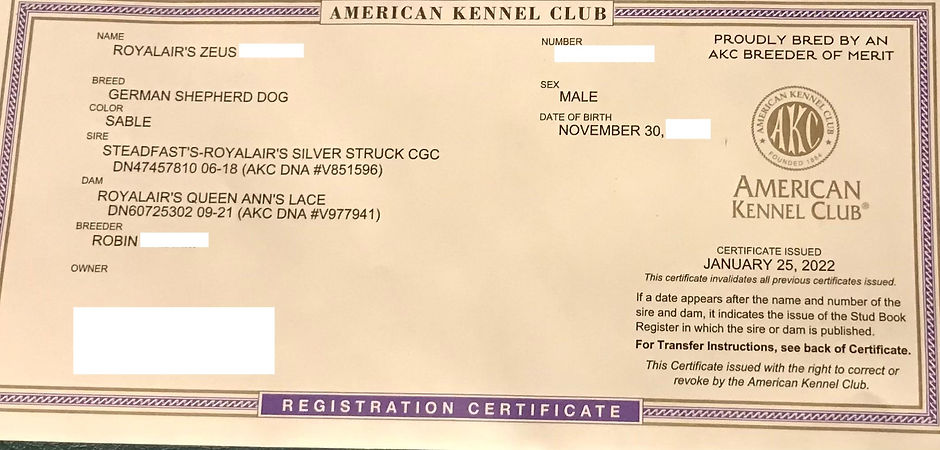 AMERICAN KENNEL CLUB
NAME
ROYALAIR'S ZEUS
BREED
GERMAN SHEPHERD DOG
COLOR
SABLE
SIRE
STEADFAST'S-ROYALAIR'S SILVER STRUCK CGC
DN47457810 06-18 (AKC DNA #V851596)
DAM
ROYALAIR'S QUEEN ANN'S LACE
DN60725302 09-21 (AKC DNA #V977941)
BREEDER
ROBIN
OWNER
NUMBER
SEX
MALE
DATE OF BIRTH
NOVEMBER 30,
PROUDLY BRED BY AN
AKC BREEDER OF MERIT
AMERICAN KENNEL CLUB
AKC
FOUNDED 1884
AMERICAN
KENNEL CLUB®
CERTIFICATE ISSUED
JANUARY 25, 2022
This certificate invalidates all previous certificates issued.
If a date appears after the name and number of the
sire and dam, it indicates the issue of the Stud Book
Register in which the sire or dam is published.
For Transfer Instructions, see back of Certificate.
This Certificate issued with the right to correct or
revoke by the American Kennel Club.
REGISTRATION CERTIFICATE